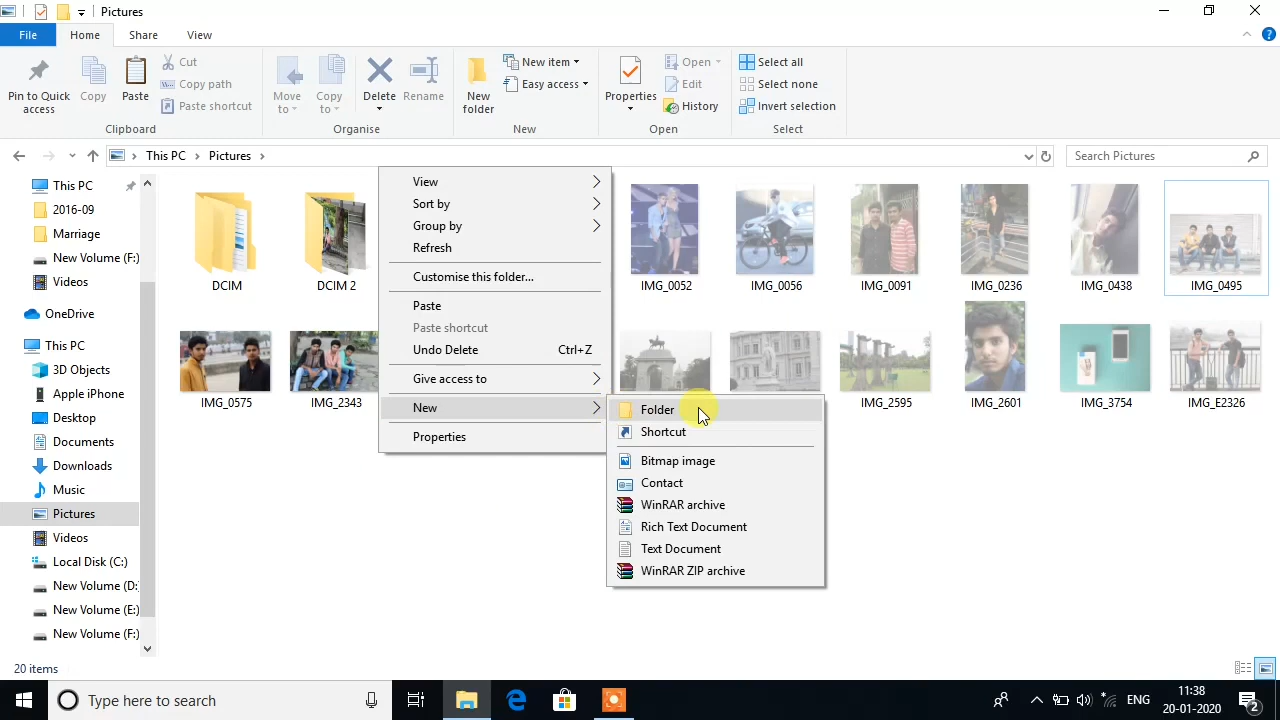 Pictures
File Home Share View
Pin to Quick access
Copy
Paste
Cut
Copy path
Paste shortcut
Clipboard
Move to
Copy to
Delete
Rename
Organise
New folder
New item
Easy access
New
Properties
Open
Edit
History
Open
Select all
Select none
Invert selection
Select
This PC > Pictures >
Search Pictures
This PC
2016-09
Marriage
New Volume (F:)
Videos
OneDrive
This PC
3D Objects
Apple iPhone
Desktop
Documents
Downloads
Music
Pictures
Videos
Local Disk (C:)
New Volume (D:
New Volume (E:)
New Volume (F:)
DCIM
DCIM 2
IMG_0052
IMG_0056
IMG_0091
IMG_0236
IMG_0438
IMG_0495
IMG_0575
IMG_2343
IMG_2595
IMG_2601
IMG_3754
IMG_E2326
View
Sort by
Group by
Refresh
Customise this folder...
Paste
Paste shortcut
Undo Delete Ctrl+Z
Give access to
New
Properties
Folder
Shortcut
Bitmap image
Contact
WinRAR archive
Rich Text Document
Text Document
WinRAR ZIP archive
20 items
Type here to search
ENG
11:38
20-01-2020
2